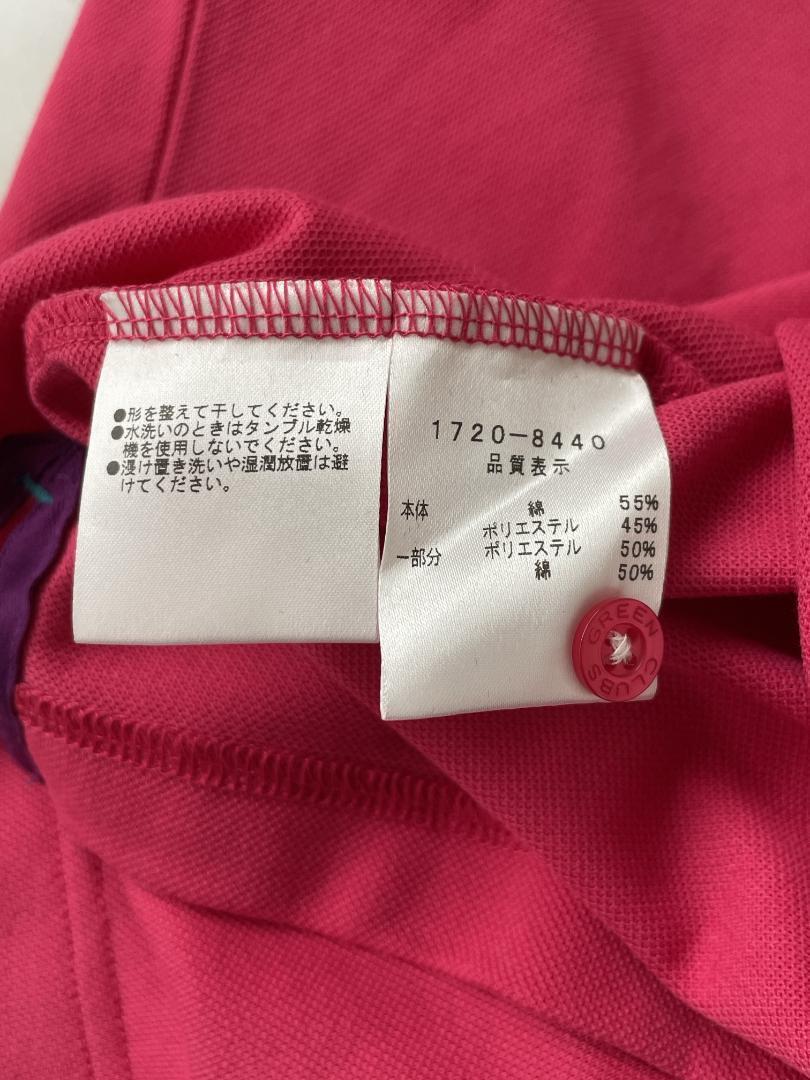 ●形を整えて干してください。
●水洗いのときはタンブル乾燥
機を使用しないでください。
●浸け置き洗いや湿潤放置は避
けてください。
1720-8440
品質表示
本体 綿 55%
ポリエステル 45%
一部分 ポリエステル 50%
綿 50%
GREEN
CLUBS